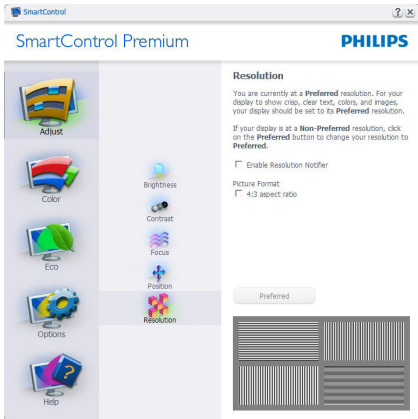 SmartControl
SmartControl Premium
PHILIPS
Adjust
Color
Eco
Options
Help
Brightness
Contrast
Focus
Position
Resolution
Resolution
You are currently at a Preferred resolution. For your
display to show crisp, clear text, colors, and images,
your display should be set to its Preferred resolution.
If your display is at a Non-Preferred resolution, click
on the Preferred button to change your resolution to
Preferred.
Enable Resolution Notifier
Picture Format
4:3 aspect ratio
Preferred